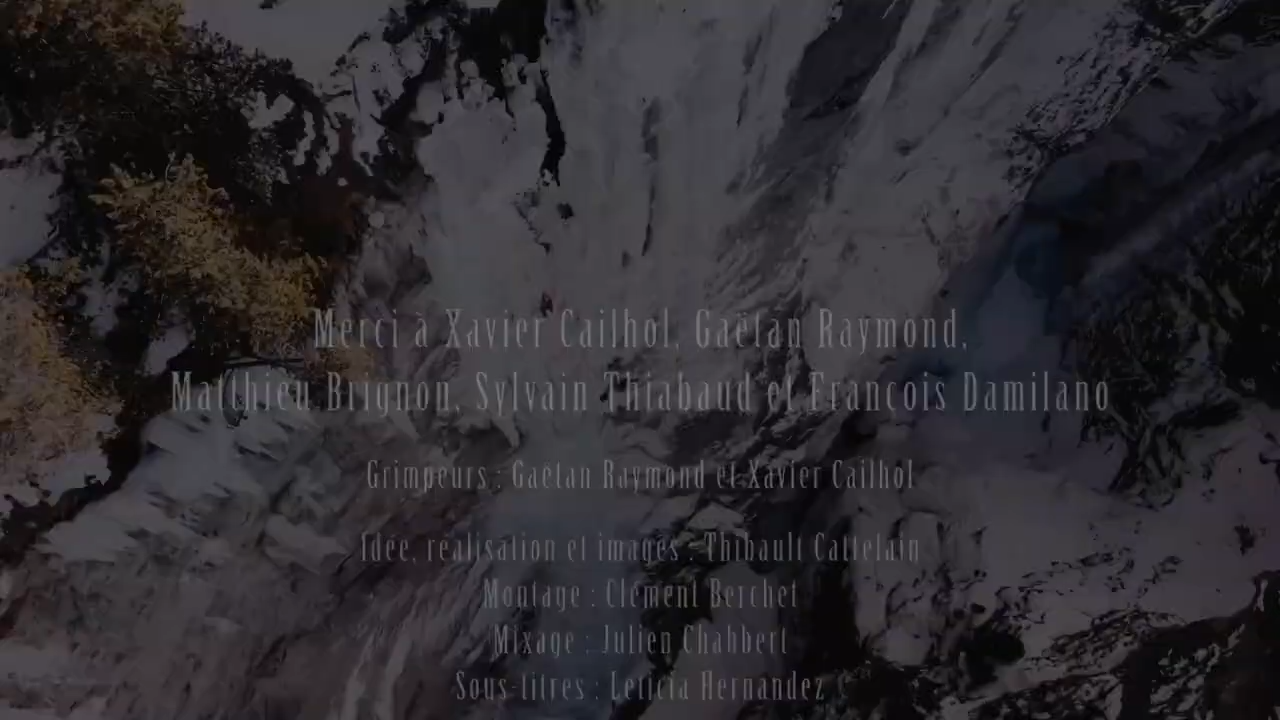 Merci à Xavier Cailhol, Gaëtan Raymond,
Matthieu Brignon, Sylvain Thiabaud et François Damilano
Grimpeurs : Gaëtan Raymond et Xavier Cailhol
Idée, réalisation et images : Thibault Cattelain
Montage : Clément Berchet
Mixage : Julien Chabbert
Sous-titres : Leticia Hernandez